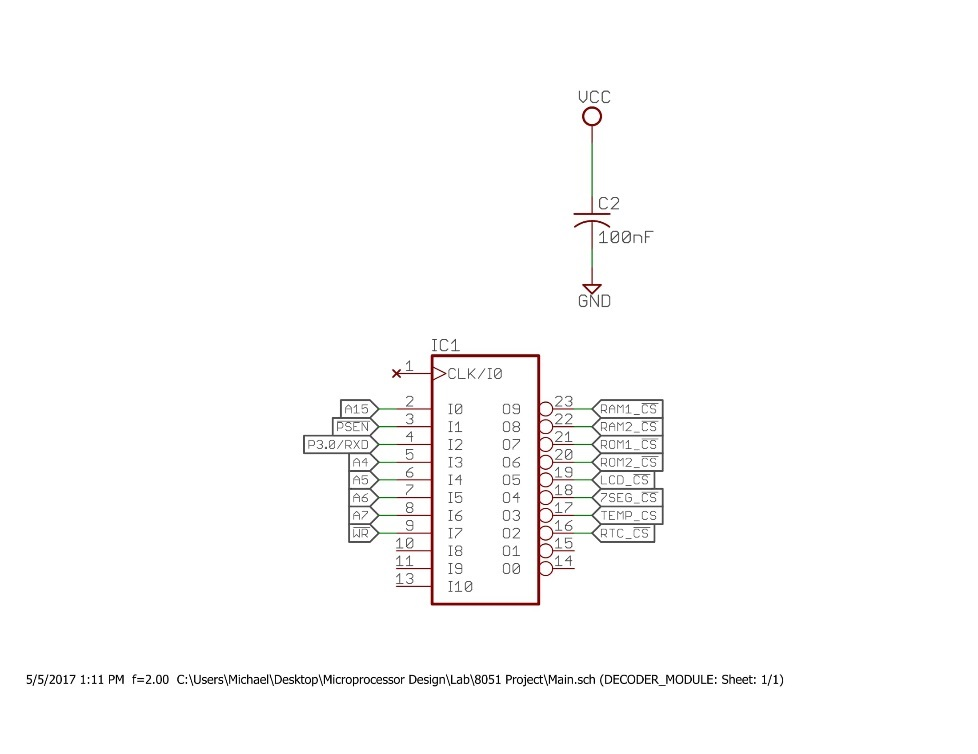 VCC
C2
100nF
GND
IC1
1 CLK/I0
A15 2 I0 O9 23 RAM1_CS
PSEN 3 I1 O8 22 RAM2_CS
P3.0/RXD 4 I2 O7 21 ROM1_CS
A4 5 I3 O6 20 ROM2_CS
A5 6 I4 O5 19 LCD_CS
A6 7 I5 O4 18 7SEG_CS
A7 8 I6 O3 17 TEMP_CS
WR 9 I7 O2 16 RTC_CS
10 I8 O1 15
11 I9 O0 14
13 I10
5/5/2017 1:11 PM f=2.00 C:\Users\Michael\Desktop\Microprocessor Design\Lab\8051 Project\Main.sch (DECODER_MODULE: Sheet: 1/1)